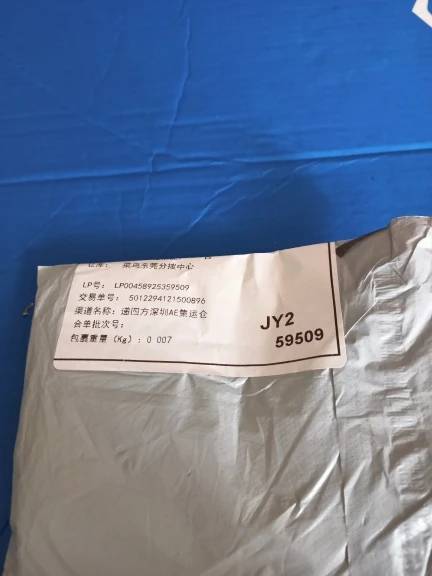 菜鸟东莞分拨中心
LP号： LP00458925359509
交易单号： 5012294121500896
渠道名称：递四方深圳AE集运仓
合单批次号：
包裹重量（Kg）：0 007
JY2
59509